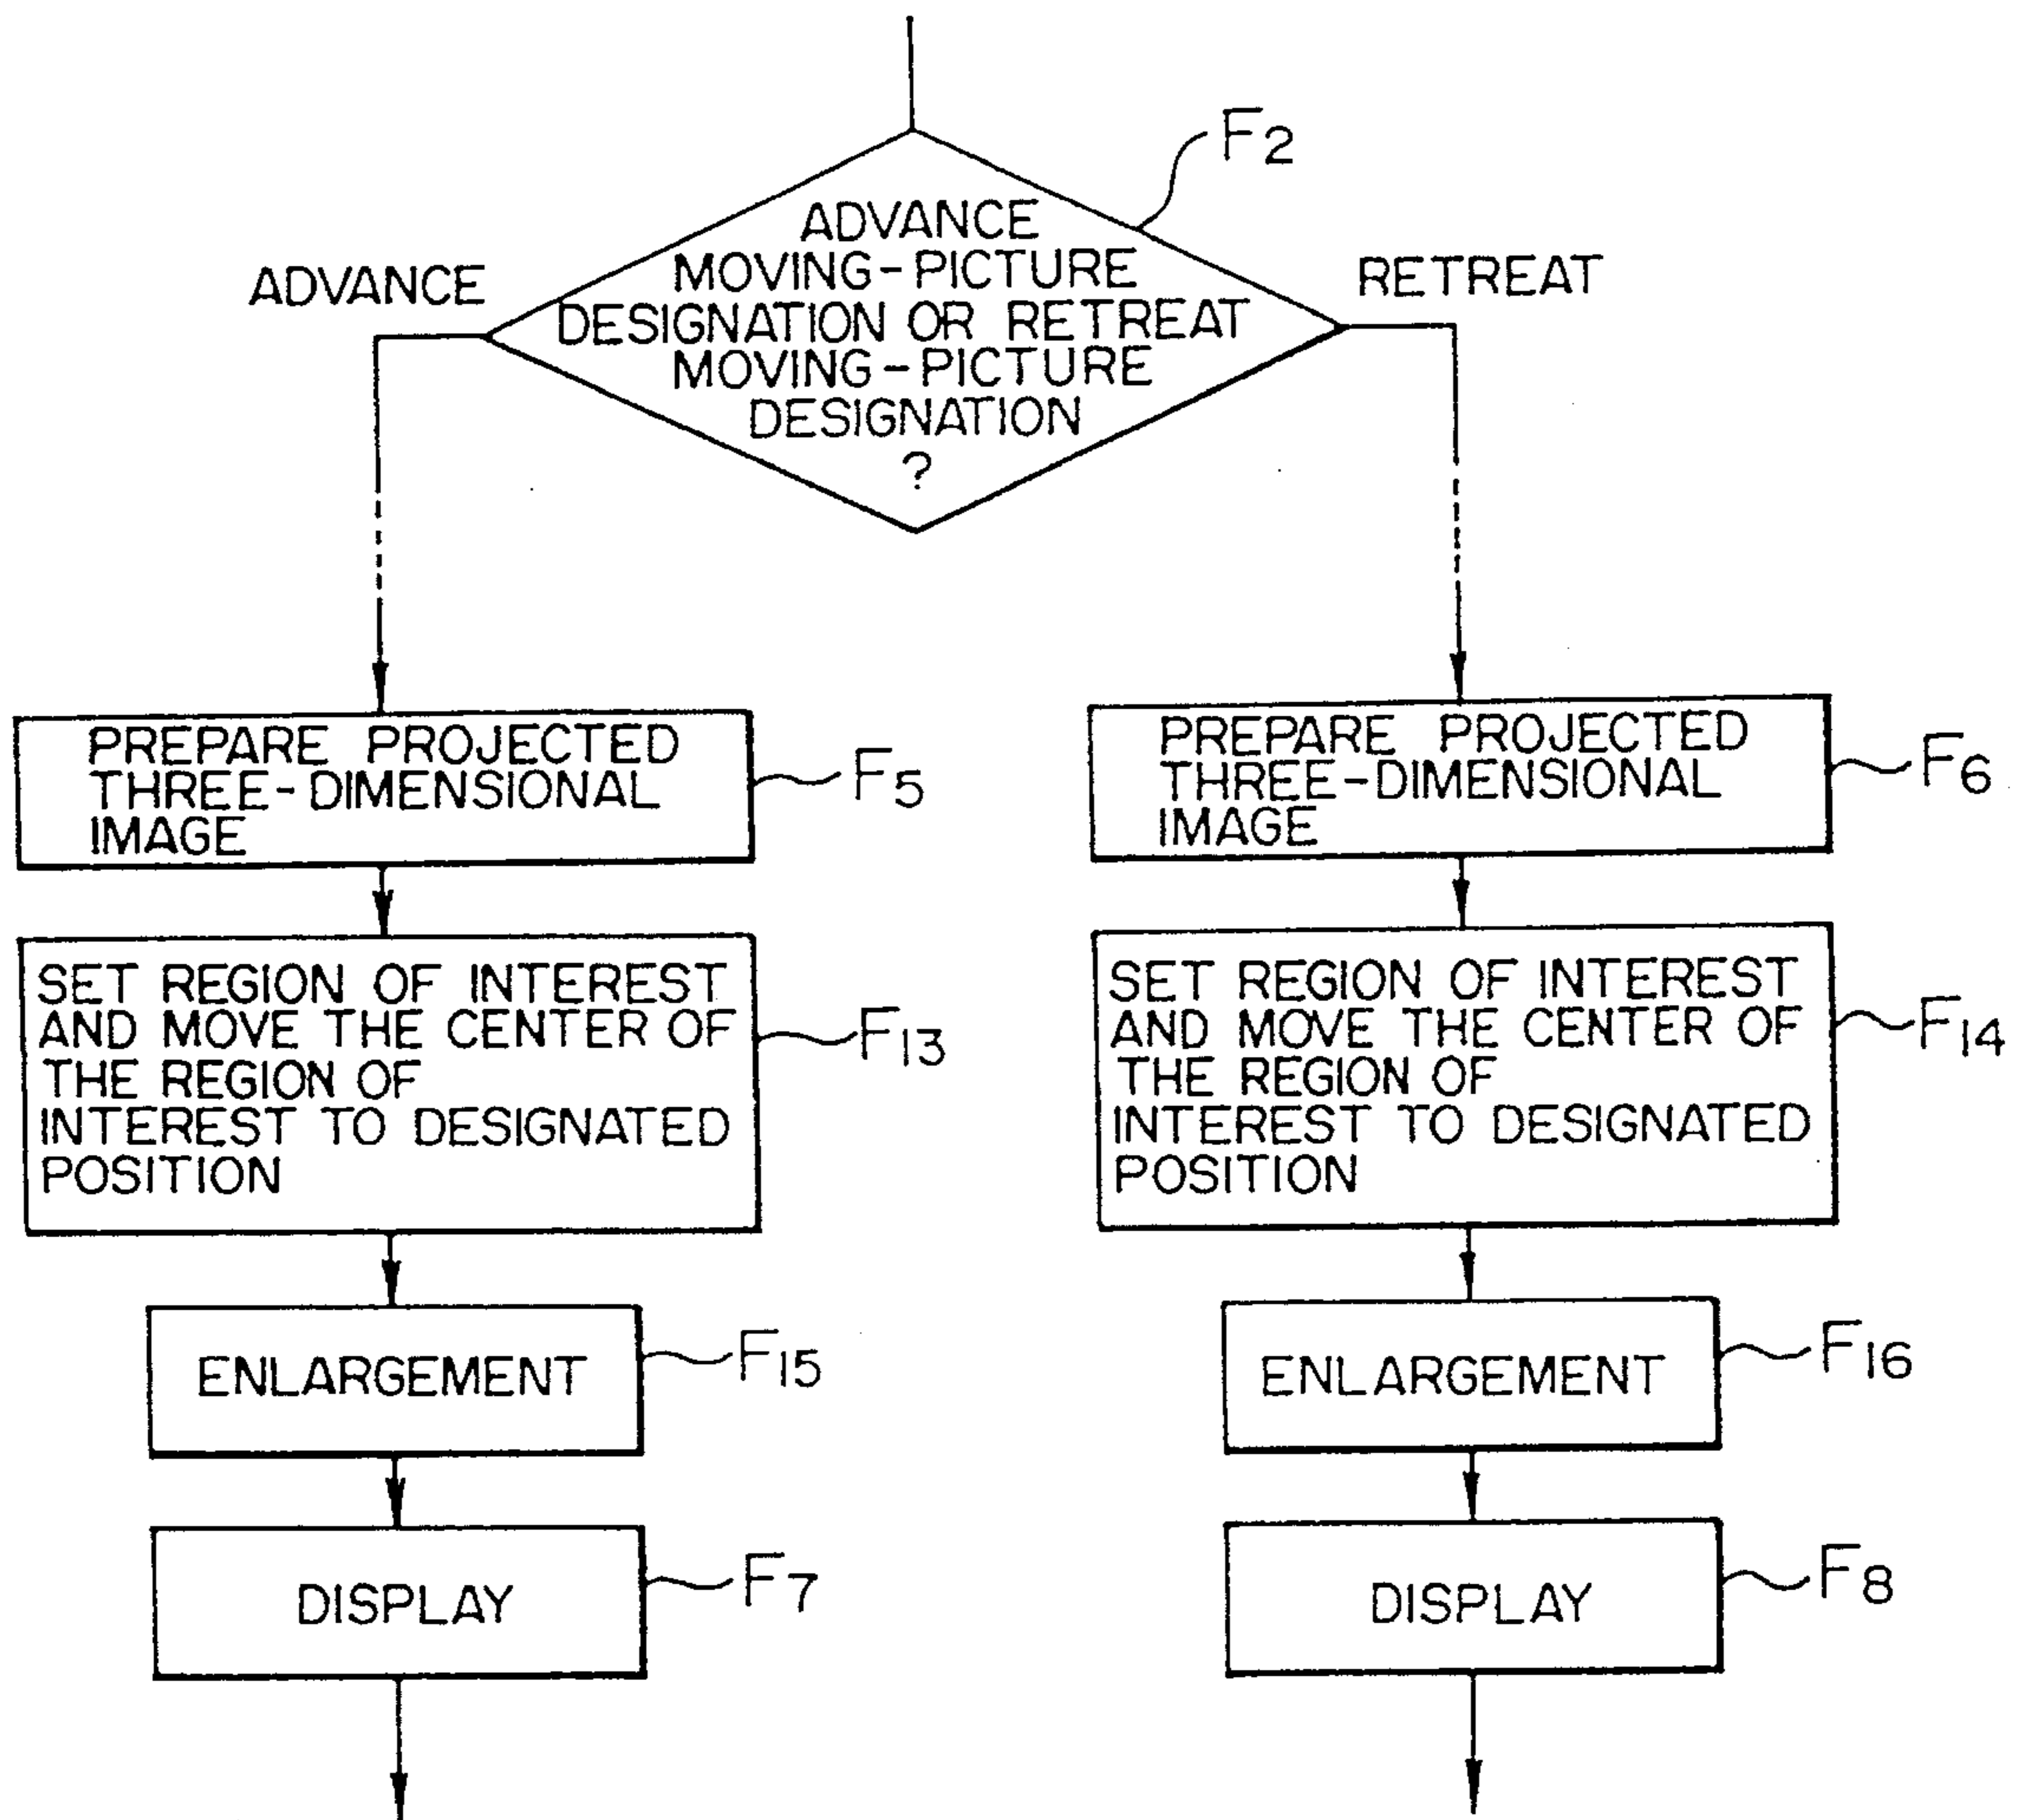 F2
ADVANCE
MOVING-PICTURE
DESIGNATION OR RETREAT
MOVING-PICTURE
DESIGNATION
?
ADVANCE
RETREAT
PREPARE PROJECTED
THREE-DIMENSIONAL
IMAGE
F5
SET REGION OF INTEREST
AND MOVE THE CENTER OF
THE REGION OF
INTEREST TO DESIGNATED
POSITION
F13
ENLARGEMENT
F15
DISPLAY
F7
PREPARE PROJECTED
THREE-DIMENSIONAL
IMAGE
F6
SET REGION OF INTEREST
AND MOVE THE CENTER OF
THE REGION OF
INTEREST TO DESIGNATED
POSITION
F14
ENLARGEMENT
F16
DISPLAY
F8